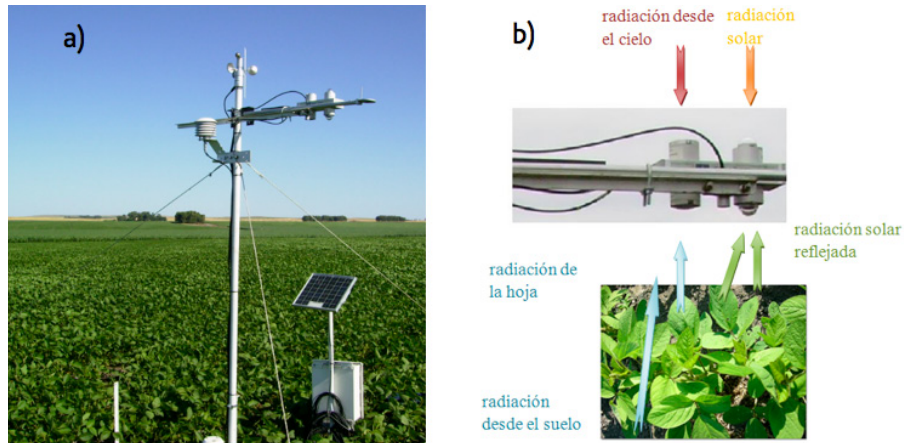 a)
b)
radiación desde
el cielo
radiación
solar
radiación solar
reflejada
radiación de
la hoja
radiación
desde el suelo